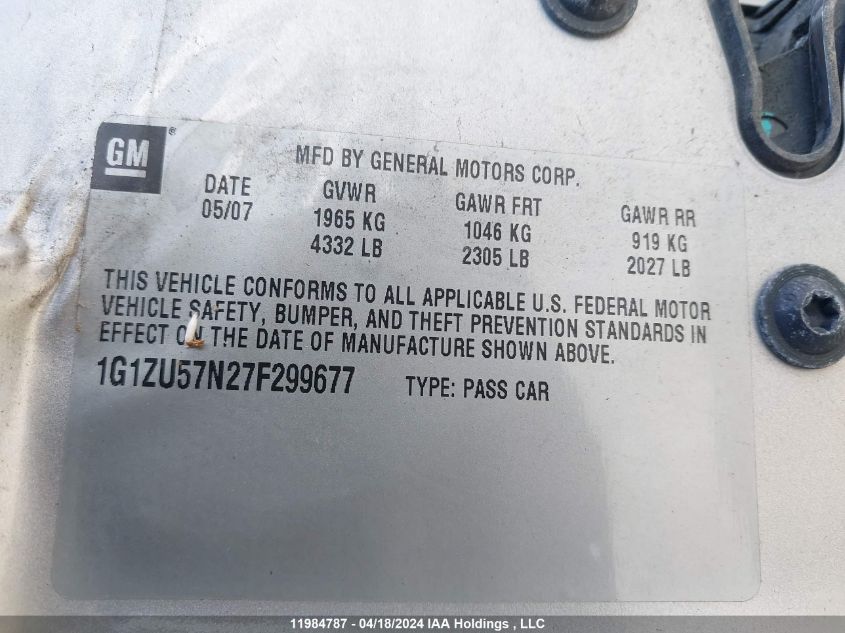 GM ®
MFD BY GENERAL MOTORS CORP.
DATE GVWR GAWR FRT GAWR RR
05/07 1965 KG 1046 KG 919 KG
4332 LB 2305 LB 2027 LB
THIS VEHICLE CONFORMS TO ALL APPLICABLE U.S. FEDERAL MOTOR
VEHICLE SAFETY, BUMPER, AND THEFT PREVENTION STANDARDS IN
EFFECT ON THE DATE OF MANUFACTURE SHOWN ABOVE.
1G1ZU57N27F299677 TYPE: PASS CAR
11984787 - 04/18/2024 IAA Holdings , LLC